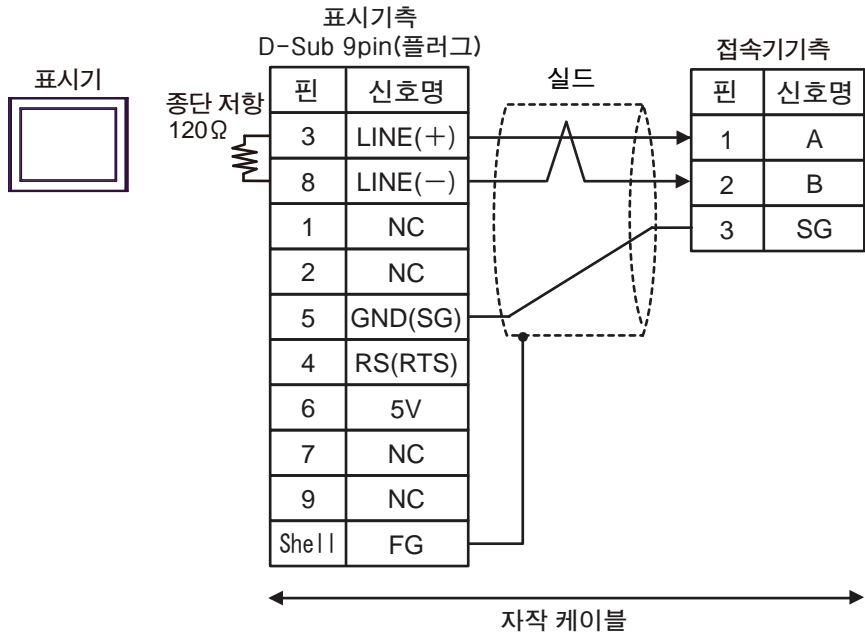 표시기측
D-Sub 9pin(플러그)
접속기기측
표시기
실드
종단 저항
120Ω
핀 신호명
3 LINE(+)
8 LINE(-)
1 NC
2 NC
5 GND(SG)
4 RS(RTS)
6 5V
7 NC
9 NC
Shell FG
핀 신호명
1 A
2 B
3 SG
자작 케이블